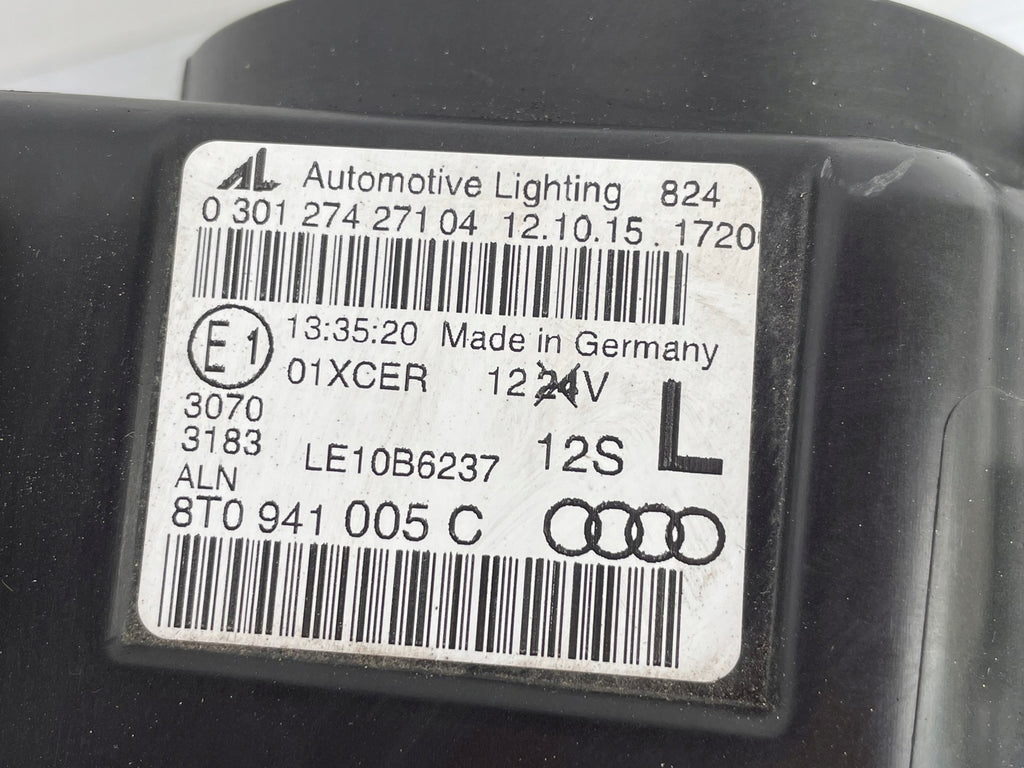 AL Automotive Lighting 824
0 301 274 271 04 12.10.15. 1720
E1 13:35:20 Made in Germany
01XCER 12 24 V
3070
3183
L
ALN LE10B6237 12S
8T0 941 005 C